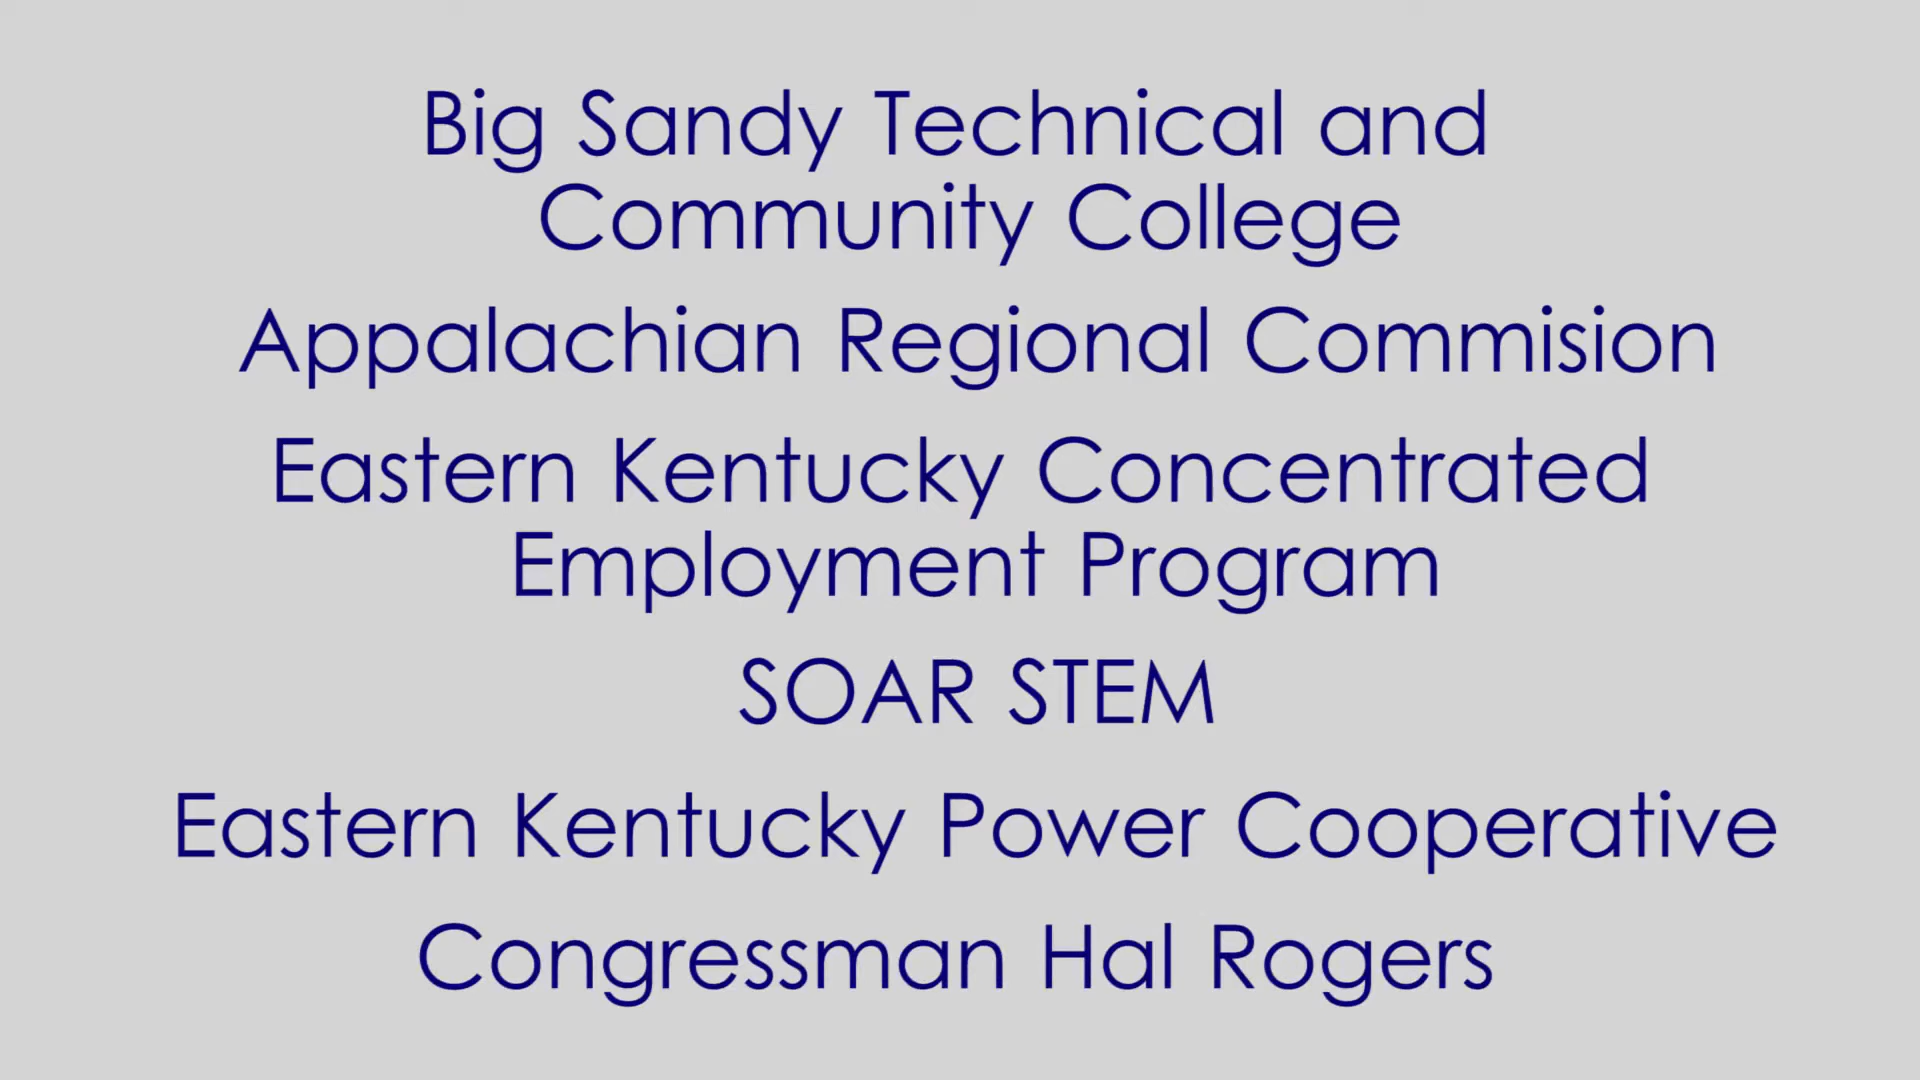 Big Sandy Technical and
Community College
Appalachian Regional Commision
Eastern Kentucky Concentrated
Employment Program
SOAR STEM
Eastern Kentucky Power Cooperative
Congressman Hal Rogers